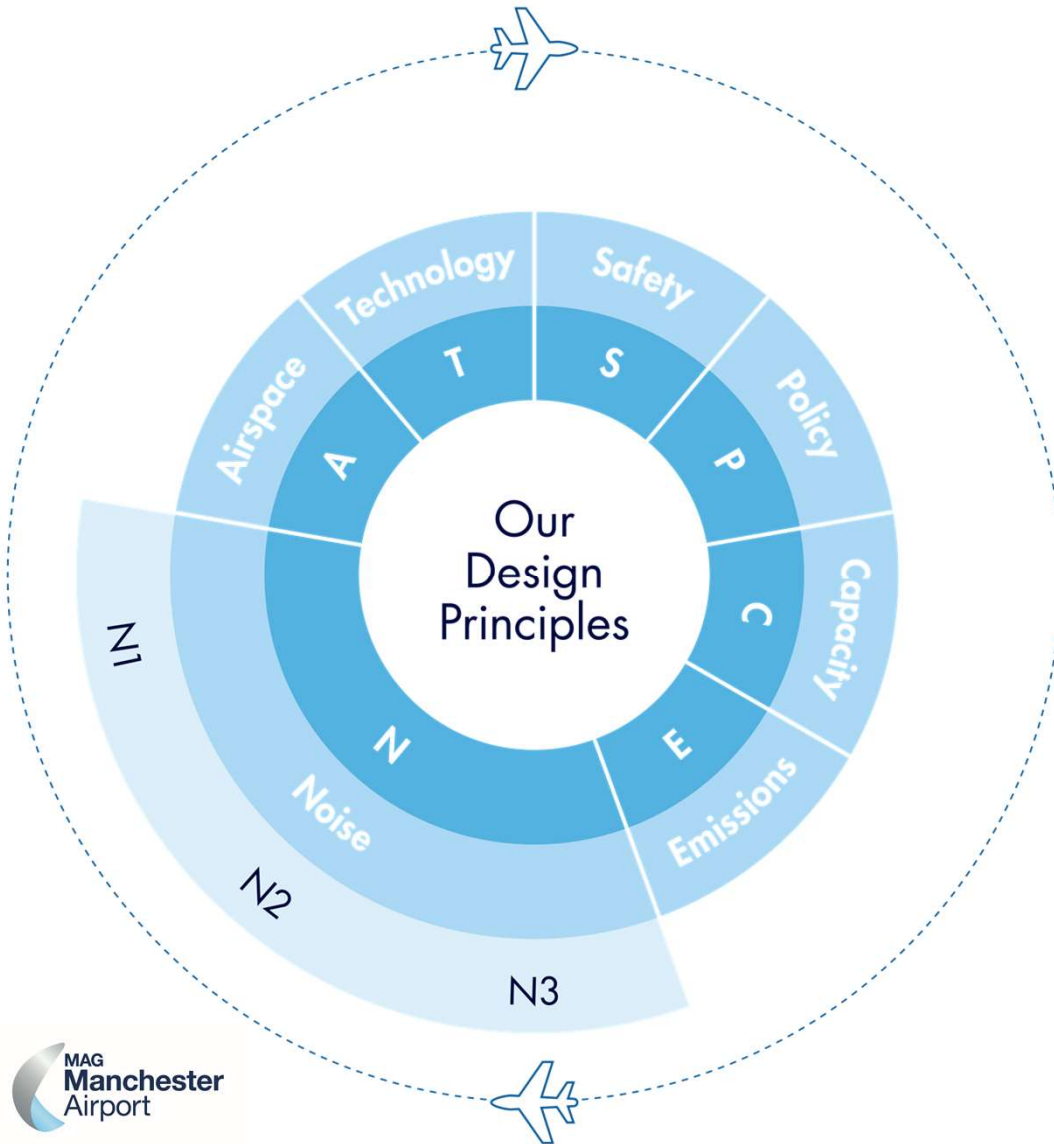 Our
Design
Principles
S
Safety
P
Policy
C
Capacity
E
Emissions
N
Noise
N1
N2
N3
A
Airspace
T
Technology
MAG
Manchester
Airport